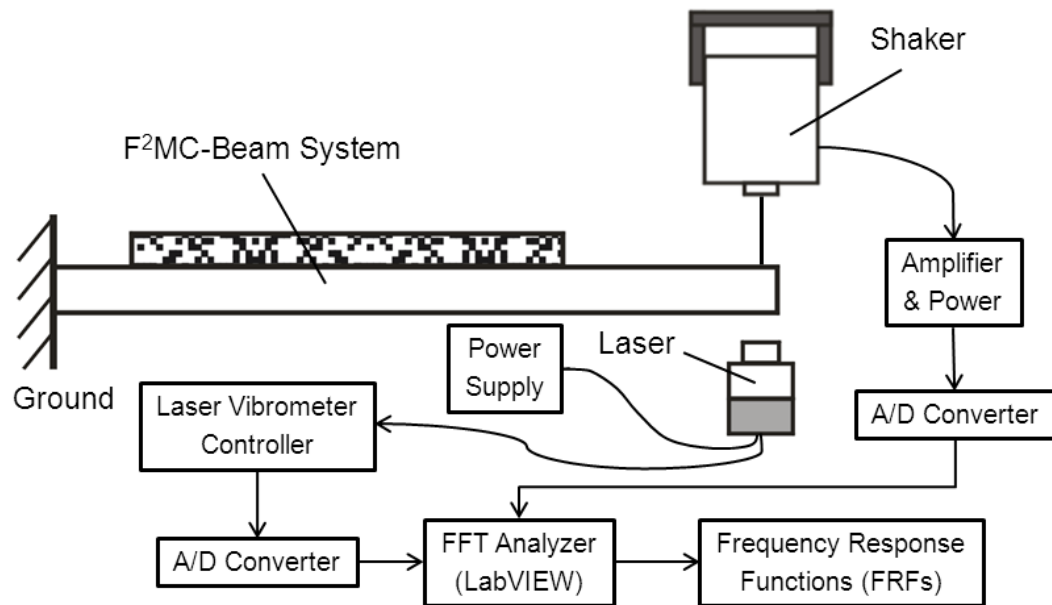 Shaker
F²MC-Beam System
Amplifier
& Power
Laser
Power
Supply
Ground
Laser Vibrometer
Controller
A/D Converter
A/D Converter
FFT Analyzer
(LabVIEW)
Frequency Response
Functions (FRFs)